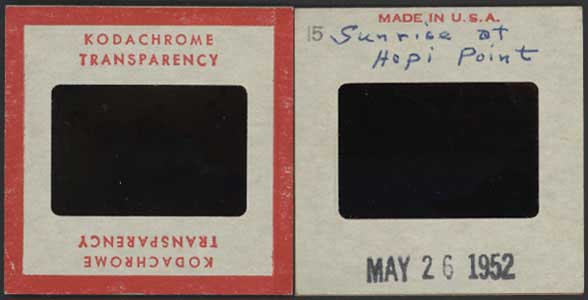 KODACHROME
TRANSPARENCY
KODACHROME
TRANSPARENCY
MADE IN U.S.A.
15 Sunrise at
Hopi Point
MAY 26 1952